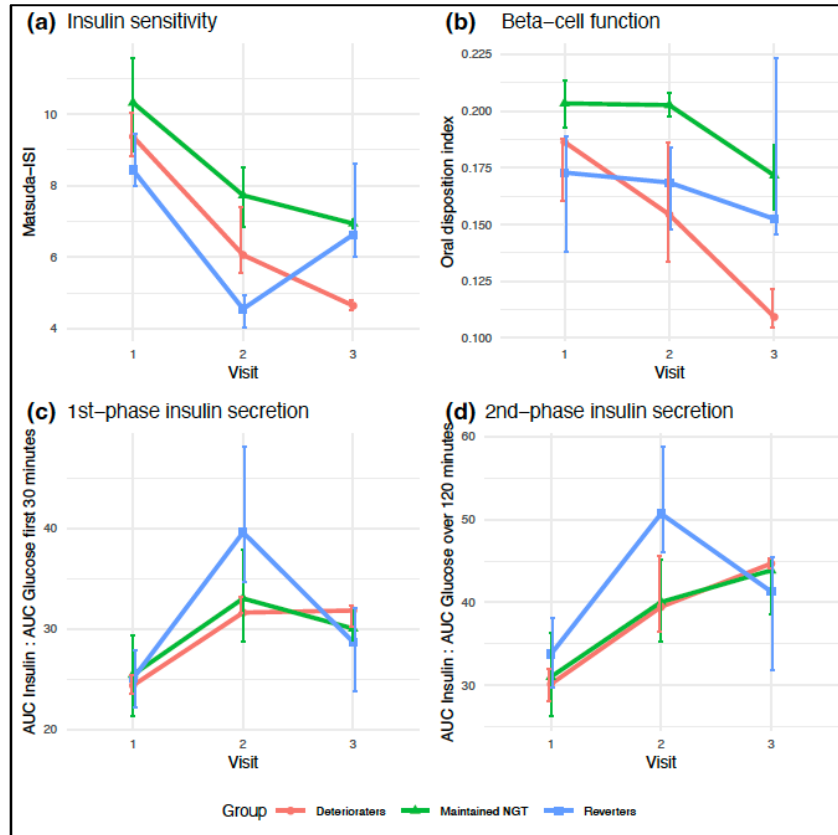 (a) Insulin sensitivity
Matsuda-ISI
10
8
6
4
1 2 3
Visit
(b) Beta-cell function
Oral disposition index
0.225
0.200
0.175
0.150
0.125
0.100
1 2 3
Visit
(c) 1st-phase insulin secretion
AUC Insulin : AUC Glucose first 30 minutes
40
30
20
1 2 3
Visit
(d) 2nd-phase insulin secretion
AUC Insulin : AUC Glucose over 120 minutes
60
50
40
30
1 2 3
Visit
Group Deterioraters Maintained NGT Reverters